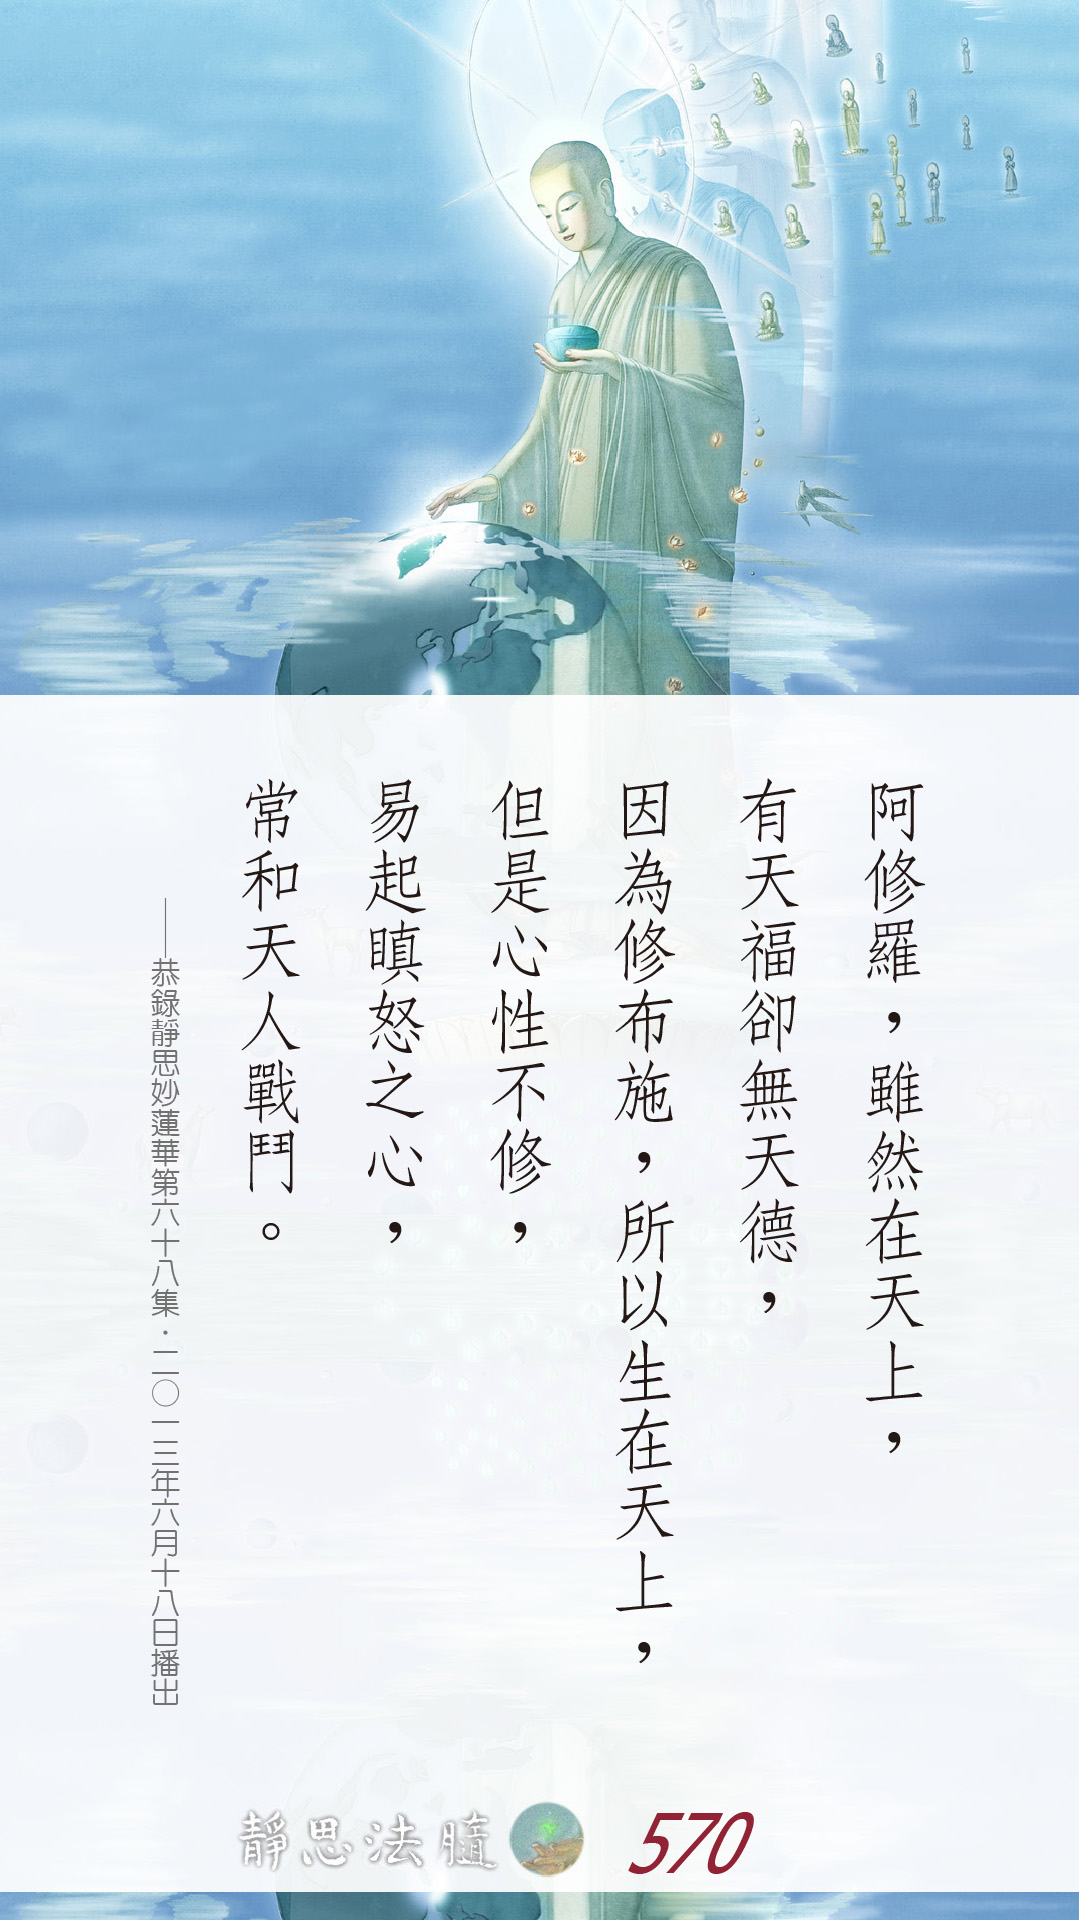 阿修羅，雖然在天上，
有天福卻無天德，
因為修布施，所以生在天上，
但是心性不修，
易起瞋怒之心，
常和天人戰鬥。
——恭錄靜思妙蓮華第六十八集．二〇一三年六月十八日播出
靜思法髓
570